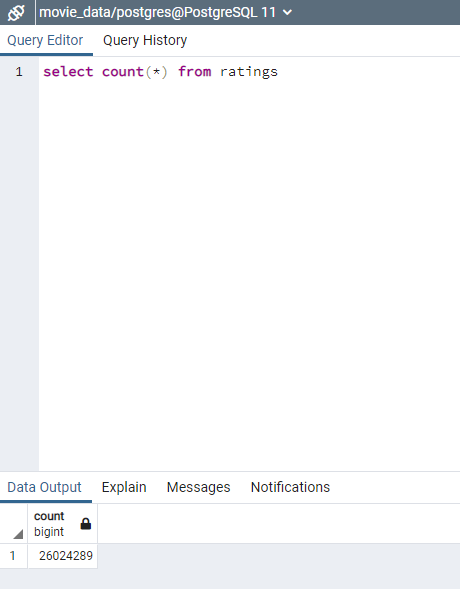 movie_data/postgres@PostgreSQL 11
Query Editor Query History
1 select count(*) from ratings
Data Output Explain Messages Notifications
count
bigint
1 26024289